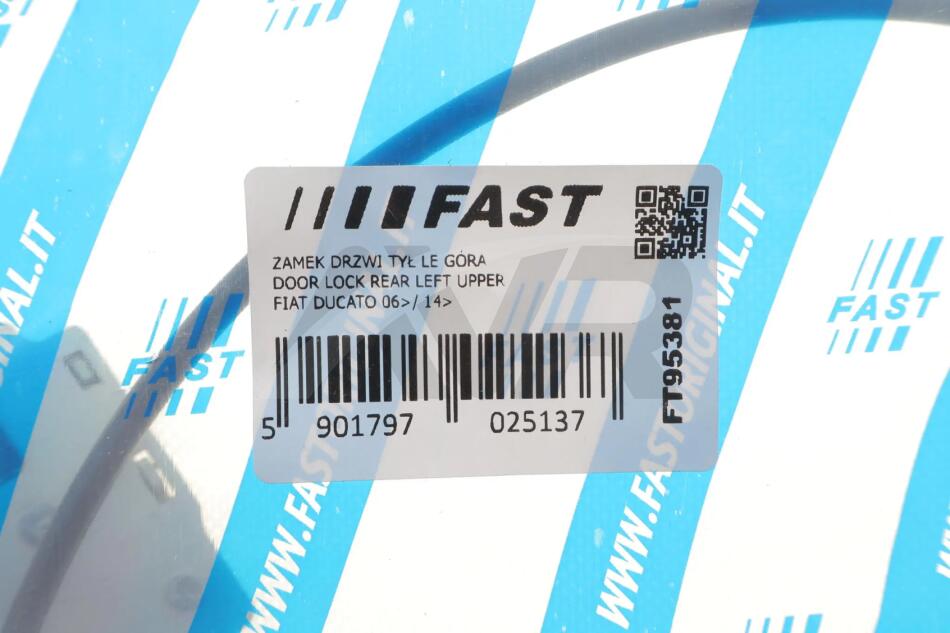 FAST
ZAMEK DRZWI TYŁ LE GÓRA
DOOR LOCK REAR LEFT UPPER
FIAT DUCATO 06>/ 14>
5 901797 025137
FT95381
FAST
FAST
FAST
WWW.FASTORIGINAL.IT
WWW.FASTORIGINAL.IT